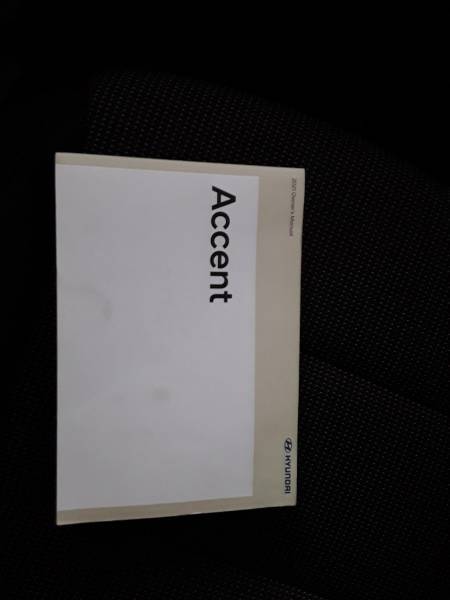 2021 Owner's Manual
HYUNDAI
Accent